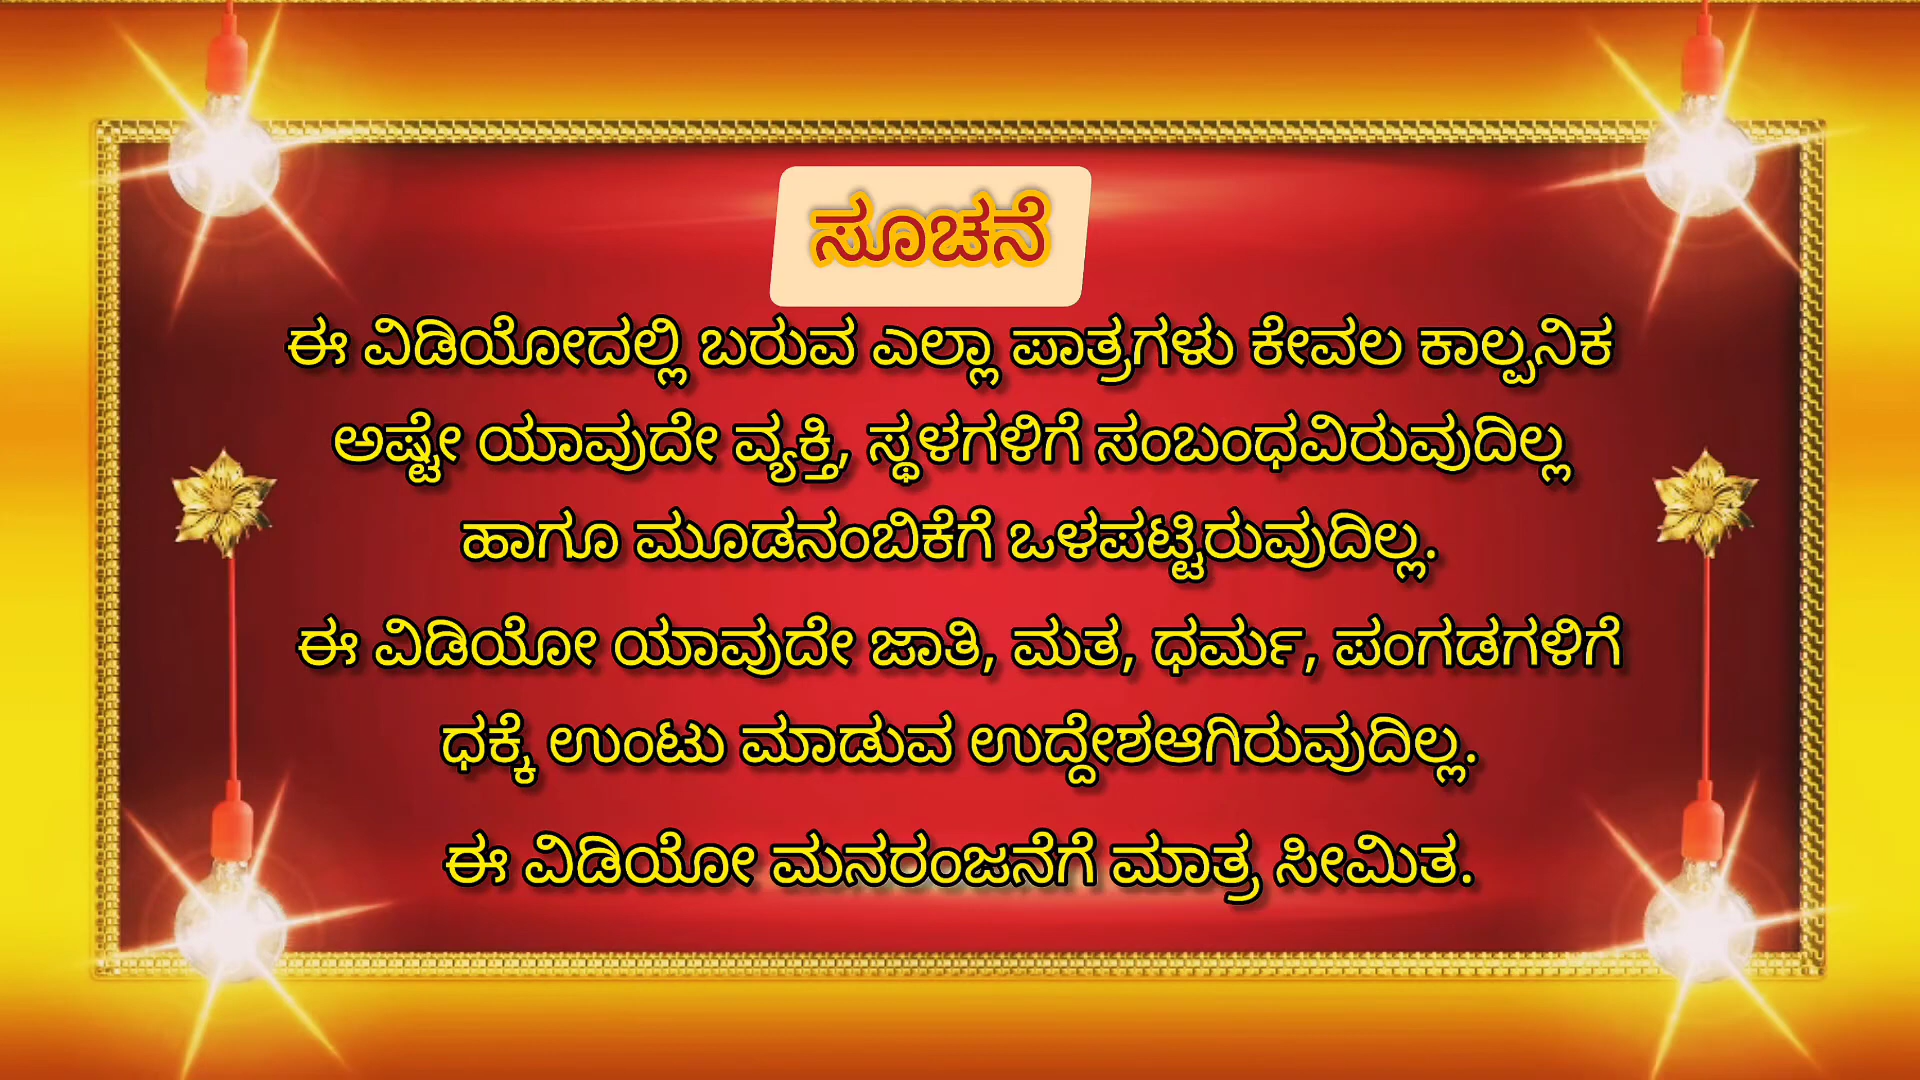 ಸೂಚನೆ
ಈ ವಿಡಿಯೋದಲ್ಲಿ ಬರುವ ಎಲ್ಲಾ ಪಾತ್ರಗಳು ಕೇವಲ ಕಾಲ್ಪನಿಕ
ಅಷ್ಟೇ ಯಾವುದೇ ವ್ಯಕ್ತಿ, ಸ್ಥಳಗಳಿಗೆ ಸಂಬಂಧವಿರುವುದಿಲ್ಲ
ಹಾಗೂ ಮೂಡನಂಬಿಕೆಗೆ ಒಳಪಟ್ಟಿರುವುದಿಲ್ಲ.
ಈ ವಿಡಿಯೋ ಯಾವುದೇ ಜಾತಿ, ಮತ, ಧರ್ಮ, ಪಂಗಡಗಳಿಗೆ
ಧಕ್ಕೆ ಉಂಟು ಮಾಡುವ ಉದ್ದೇಶಆಗಿರುವುದಿಲ್ಲ.
ಈ ವಿಡಿಯೋ ಮನರಂಜನೆಗೆ ಮಾತ್ರ ಸೀಮಿತ.